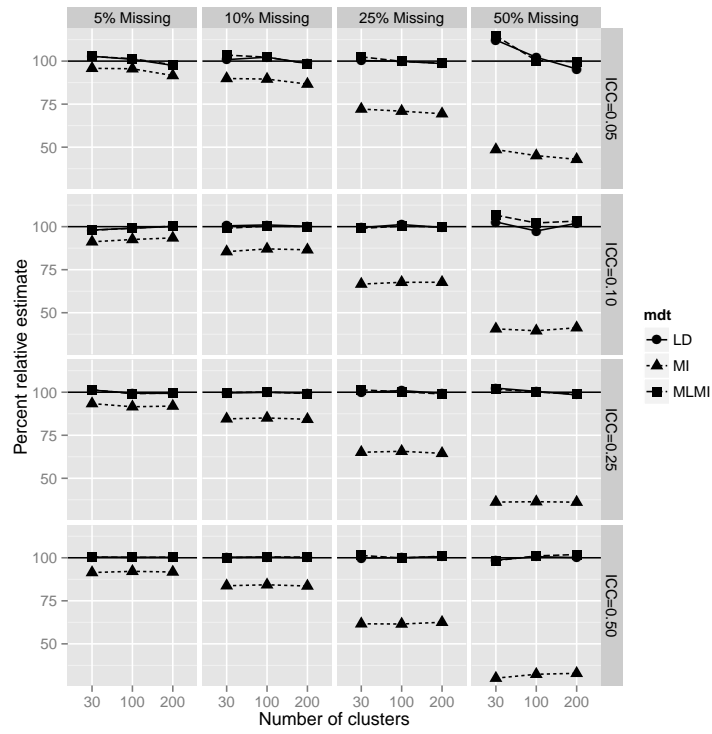 5% Missing 10% Missing 25% Missing 50% Missing
100
75
50
ICC=0.05
100
75
50
ICC=0.10
100
75
50
ICC=0.25
100
75
50
ICC=0.50
30 100 200 30 100 200 30 100 200 30 100 200
Number of clusters
Percent relative estimate
mdt
LD
MI
MLMI